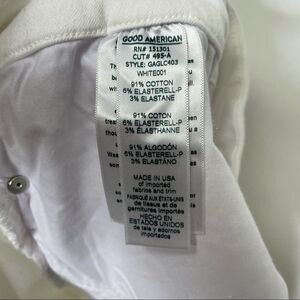 GOOD AMERICAN
RN# 151301
CUT# 495-A
STYLE: GAGLC403
WHITE001
91% COTTON
6% ELASTERELL-P
3% ELASTANE
91% COTON
6% ELASTERELL-P
3% ÉLASTHANNE
91% ALGODÓN
6% ELASTERELL-P
3% ELASTANO
MADE IN USA
of imported
fabrics and trim
FABRIQUÉ AUX ÉTATS-UNIS
de tissus et de
garnitures importés
HECHO EN
ESTADOS UNIDOS
de tela y adornos
importados